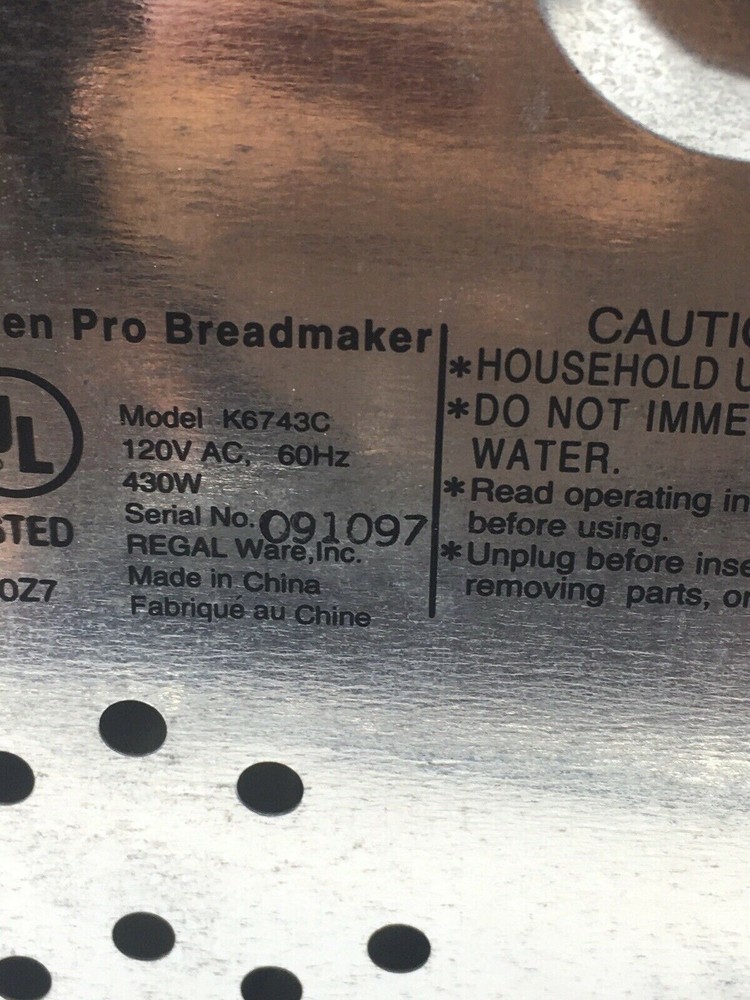 en Pro Breadmaker
UL
STED
0Z7
Model K6743C
120V AC, 60Hz
430W
Serial No. 091097
REGAL Ware,Inc.
Made in China
Fabriqué au Chine
CAUTIO
*HOUSEHOLD U
*DO NOT IMME
WATER.
*Read operating in
before using.
*Unplug before inse
removing parts, or